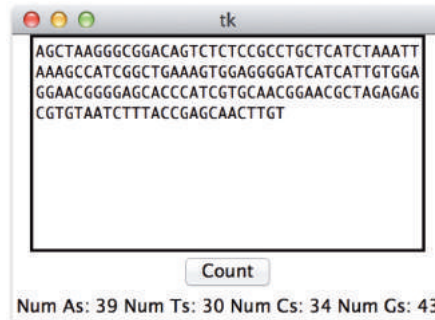 tk
AGCTAAGGGCGGACAGTCTCTCCGCCTGCTCATCTAAATT
AAAGCCATCGGCTGAAAGTGGAGGGGATCATCATTGTGGA
GGAACGGGGAGCACCCATCGTGCAACGGAACGCTAGAGAG
CGTGTAATCTTTACCGAGCAACTTGT
Count
Num As: 39 Num Ts: 30 Num Cs: 34 Num Gs: 43